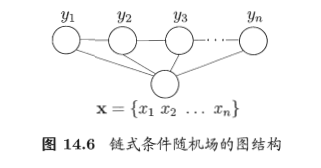 y₁ y₂ y₃ yₙ
x = {x₁ x₂ … xₙ}
图 14.6 链式条件随机场的图结构